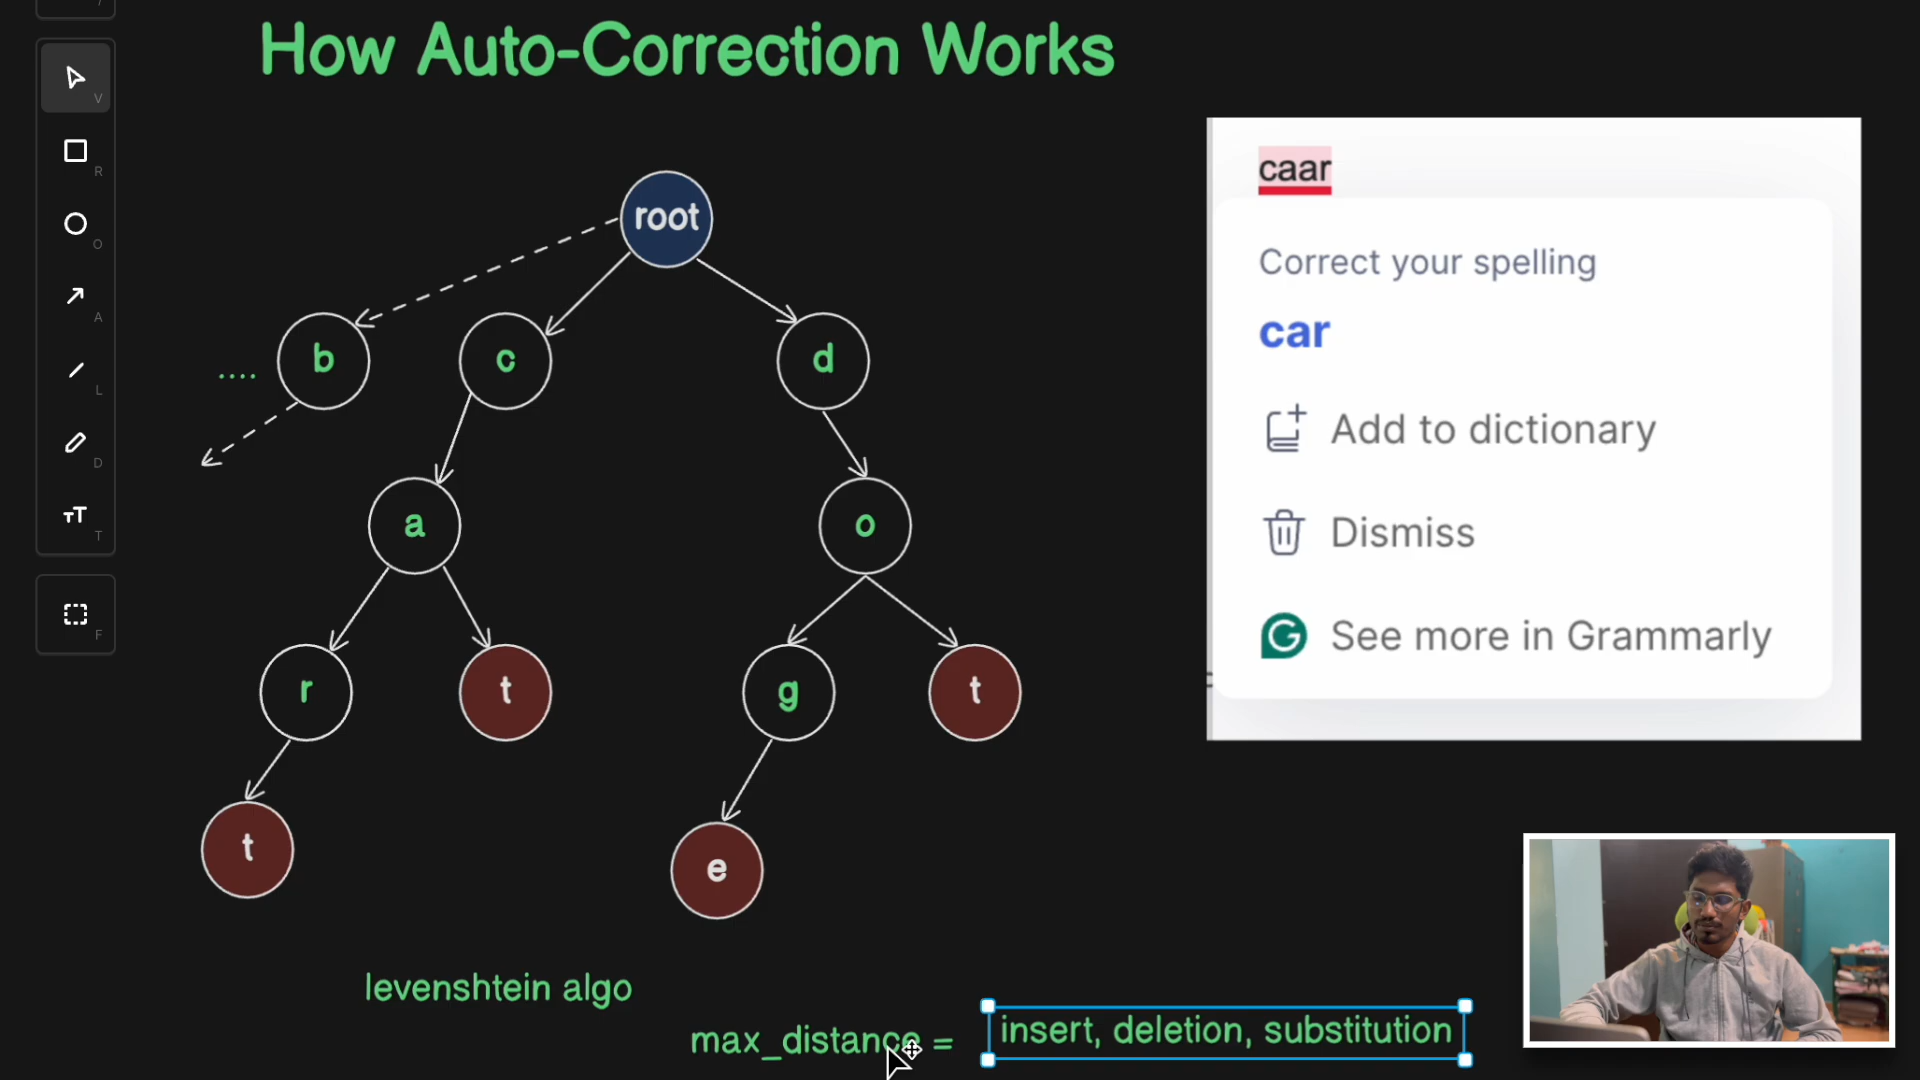 How Auto-Correction Works
V
R
O
A
L
D
T
F
root
....
b
c
d
a
o
r
t
g
t
t
e
levenshtein algo
max_distance =
insert, deletion, substitution
caar
Correct your spelling
car
Add to dictionary
Dismiss
G See more in Grammarly